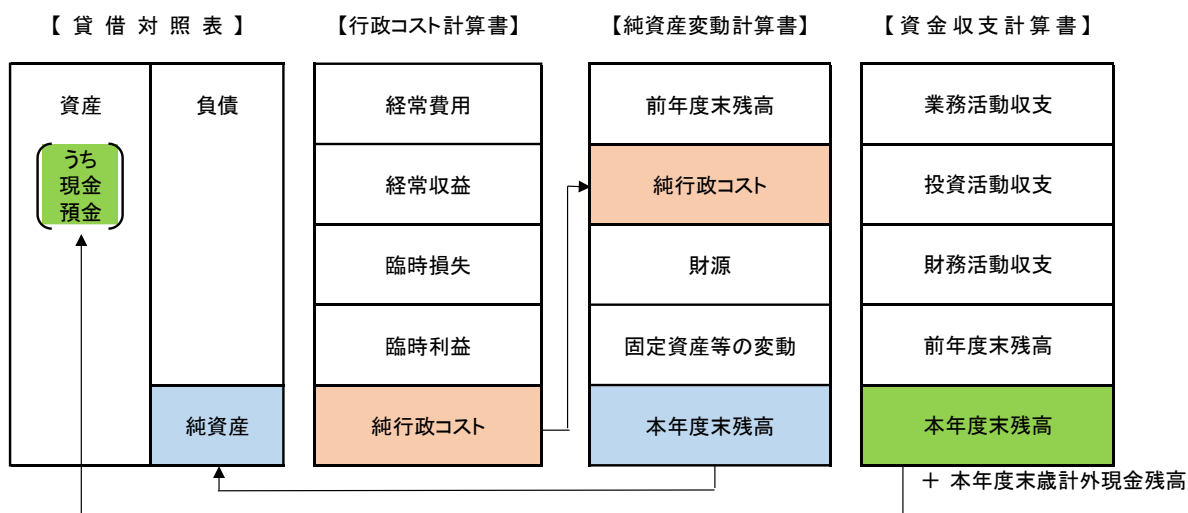 【 貸 借 対 照 表 】
資産
負債
うち
現金
預金
純資産
【行政コスト計算書】
経常費用
経常収益
臨時損失
臨時利益
純行政コスト
【純資産変動計算書】
前年度末残高
純行政コスト
財源
固定資産等の変動
本年度末残高
【 資 金 収 支 計 算 書 】
業務活動収支
投資活動収支
財務活動収支
前年度末残高
本年度末残高
＋ 本年度末歳計外現金残高